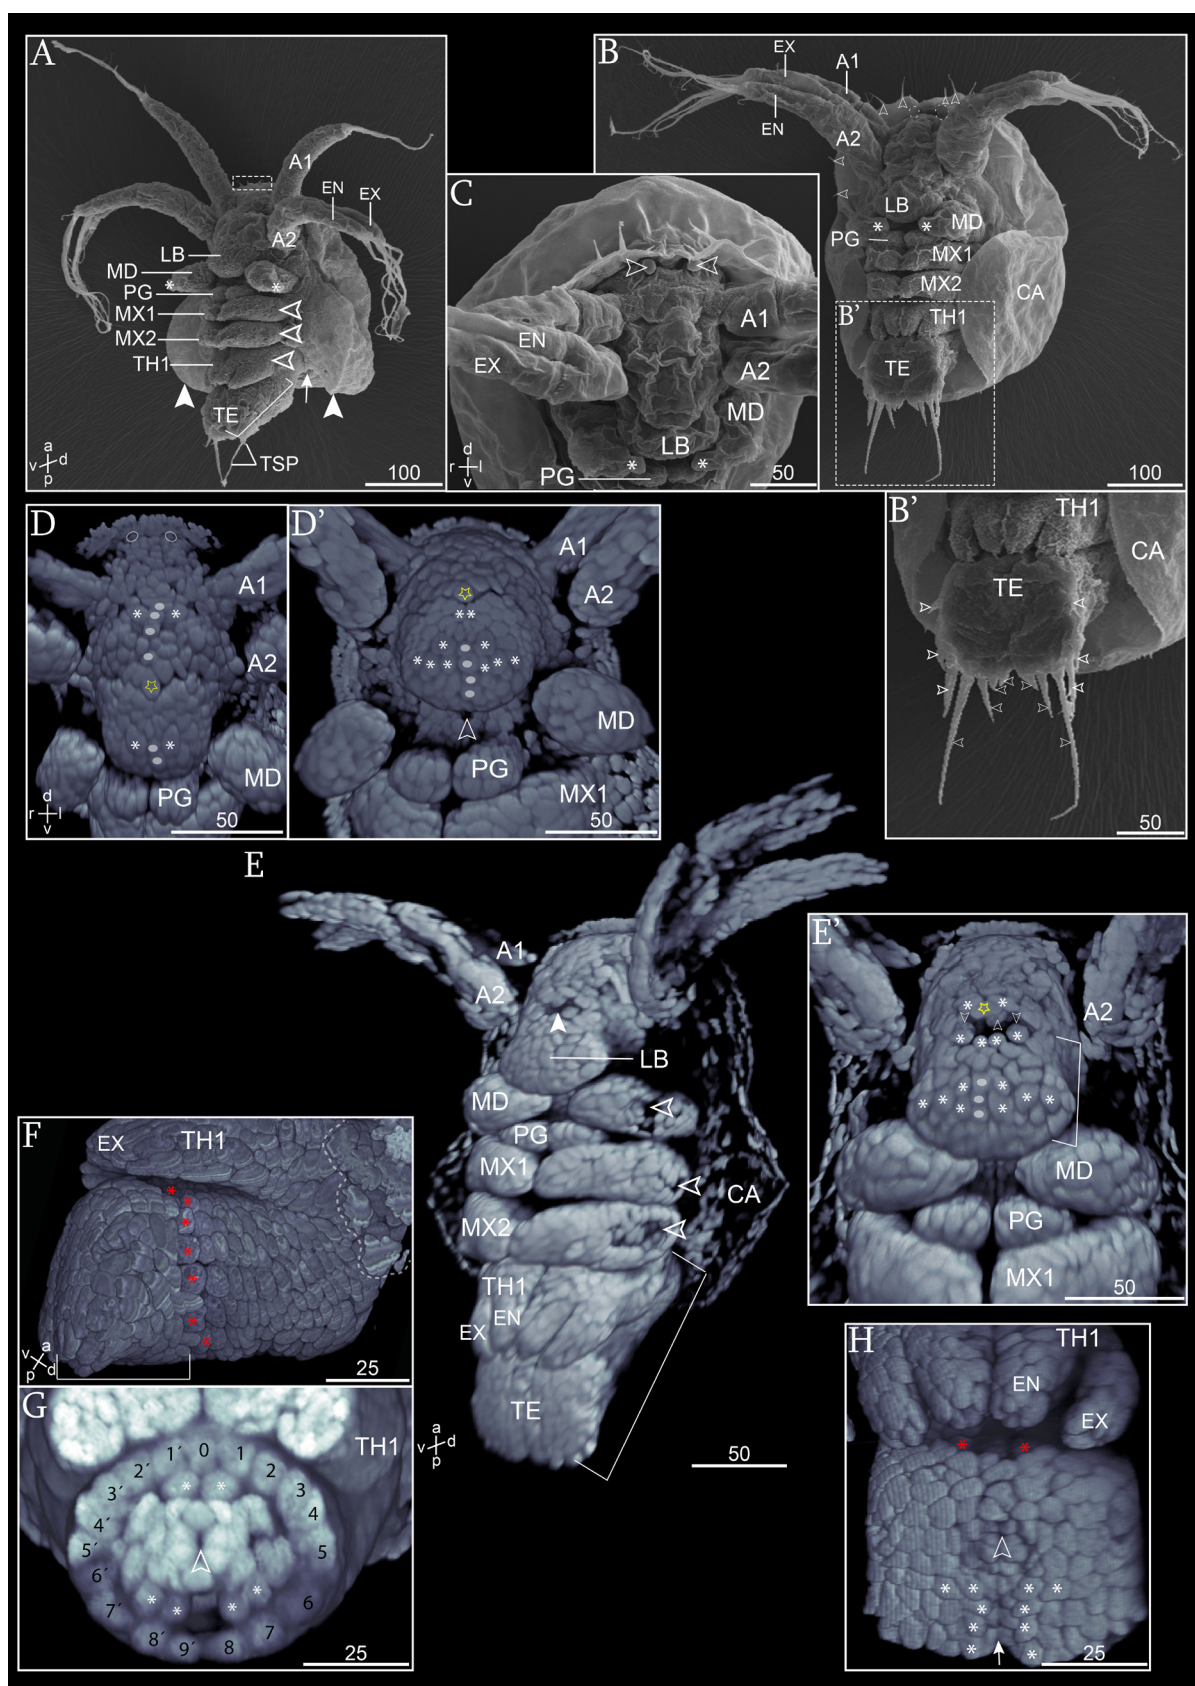 A
A1
EN
EX
A2
LB
MD
*
*
PG
MX1
MX2
TH1
TE
TSP
a
v d
p
100
B
EX
A1
EN
A2
LB
*
*
MD
PG
MX1
MX2
CA
B'
TH1
TE
100
C
EN
EX
A1
A2
MD
LB
*
*
PG
d
r l
v
50
B'
TH1
CA
TE
50
D
A1
*
*
A2
*
*
MD
PG
d
r l
v
50
D'
A1
A2
**
*
*
* * * * * *
MD
PG
MX1
50
E
A1
A2
LB
MD
PG
MX1
CA
MX2
TH1
EN
EX
TE
a
v d
p
50
E'
A2
*
*
* * * *
*
*
* * * *
* *
MD
PG
MX1
50
F
EX
TH1
*
*
*
*
*
*
*
a
v d
p
25
G
TH1
1´ 0 1
2´ 2
3´ 3
4´ 4
5´ 5
6´ 6
7´ 7
8´ 9´ 8
* *
* *
* *
25
H
TH1
EN
EX
* *
* * * *
* *
* *
* *
25